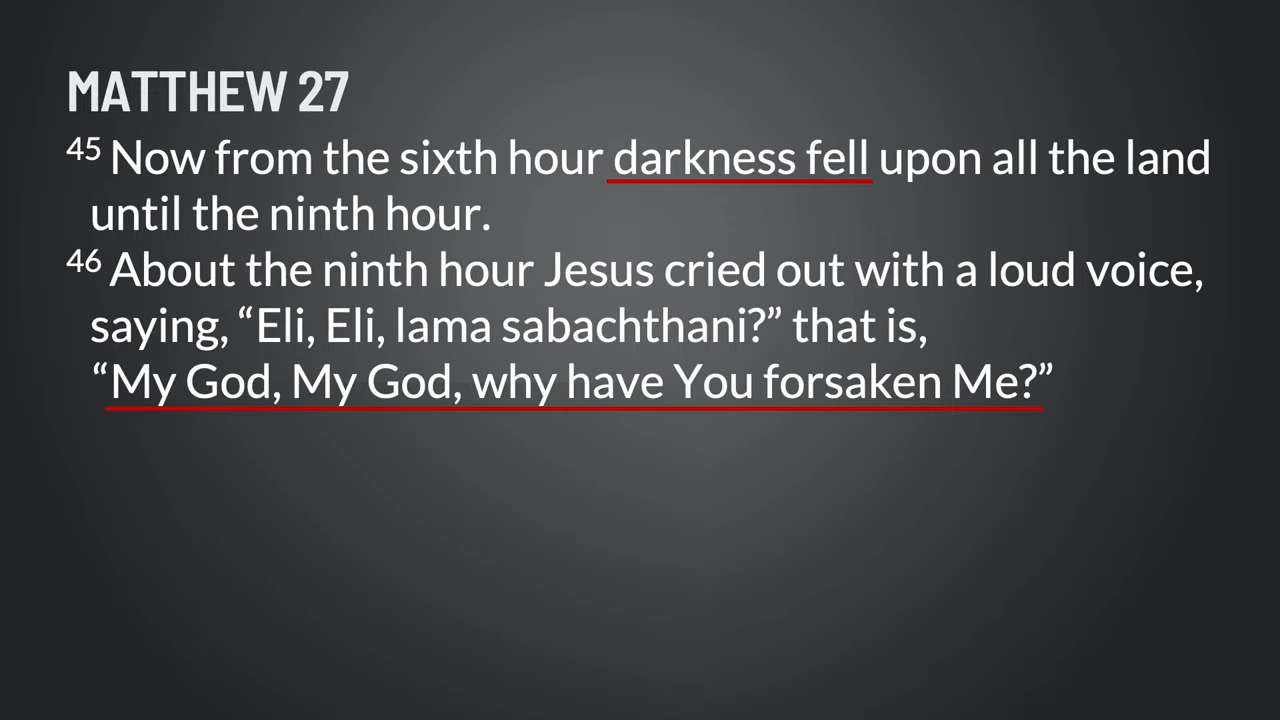 MATTHEW 27
45 Now from the sixth hour darkness fell upon all the land
until the ninth hour.
46 About the ninth hour Jesus cried out with a loud voice,
saying, “Eli, Eli, lama sabachthani?” that is,
“My God, My God, why have You forsaken Me?”